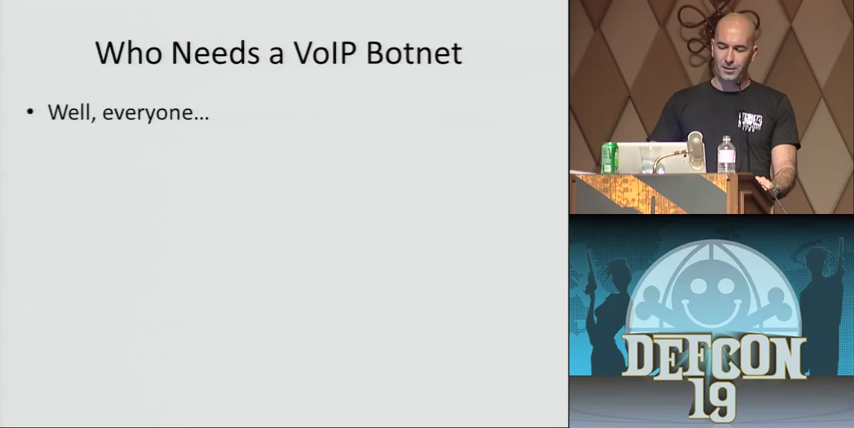 Who Needs a VoIP Botnet
• Well, everyone...
DEFCON
19